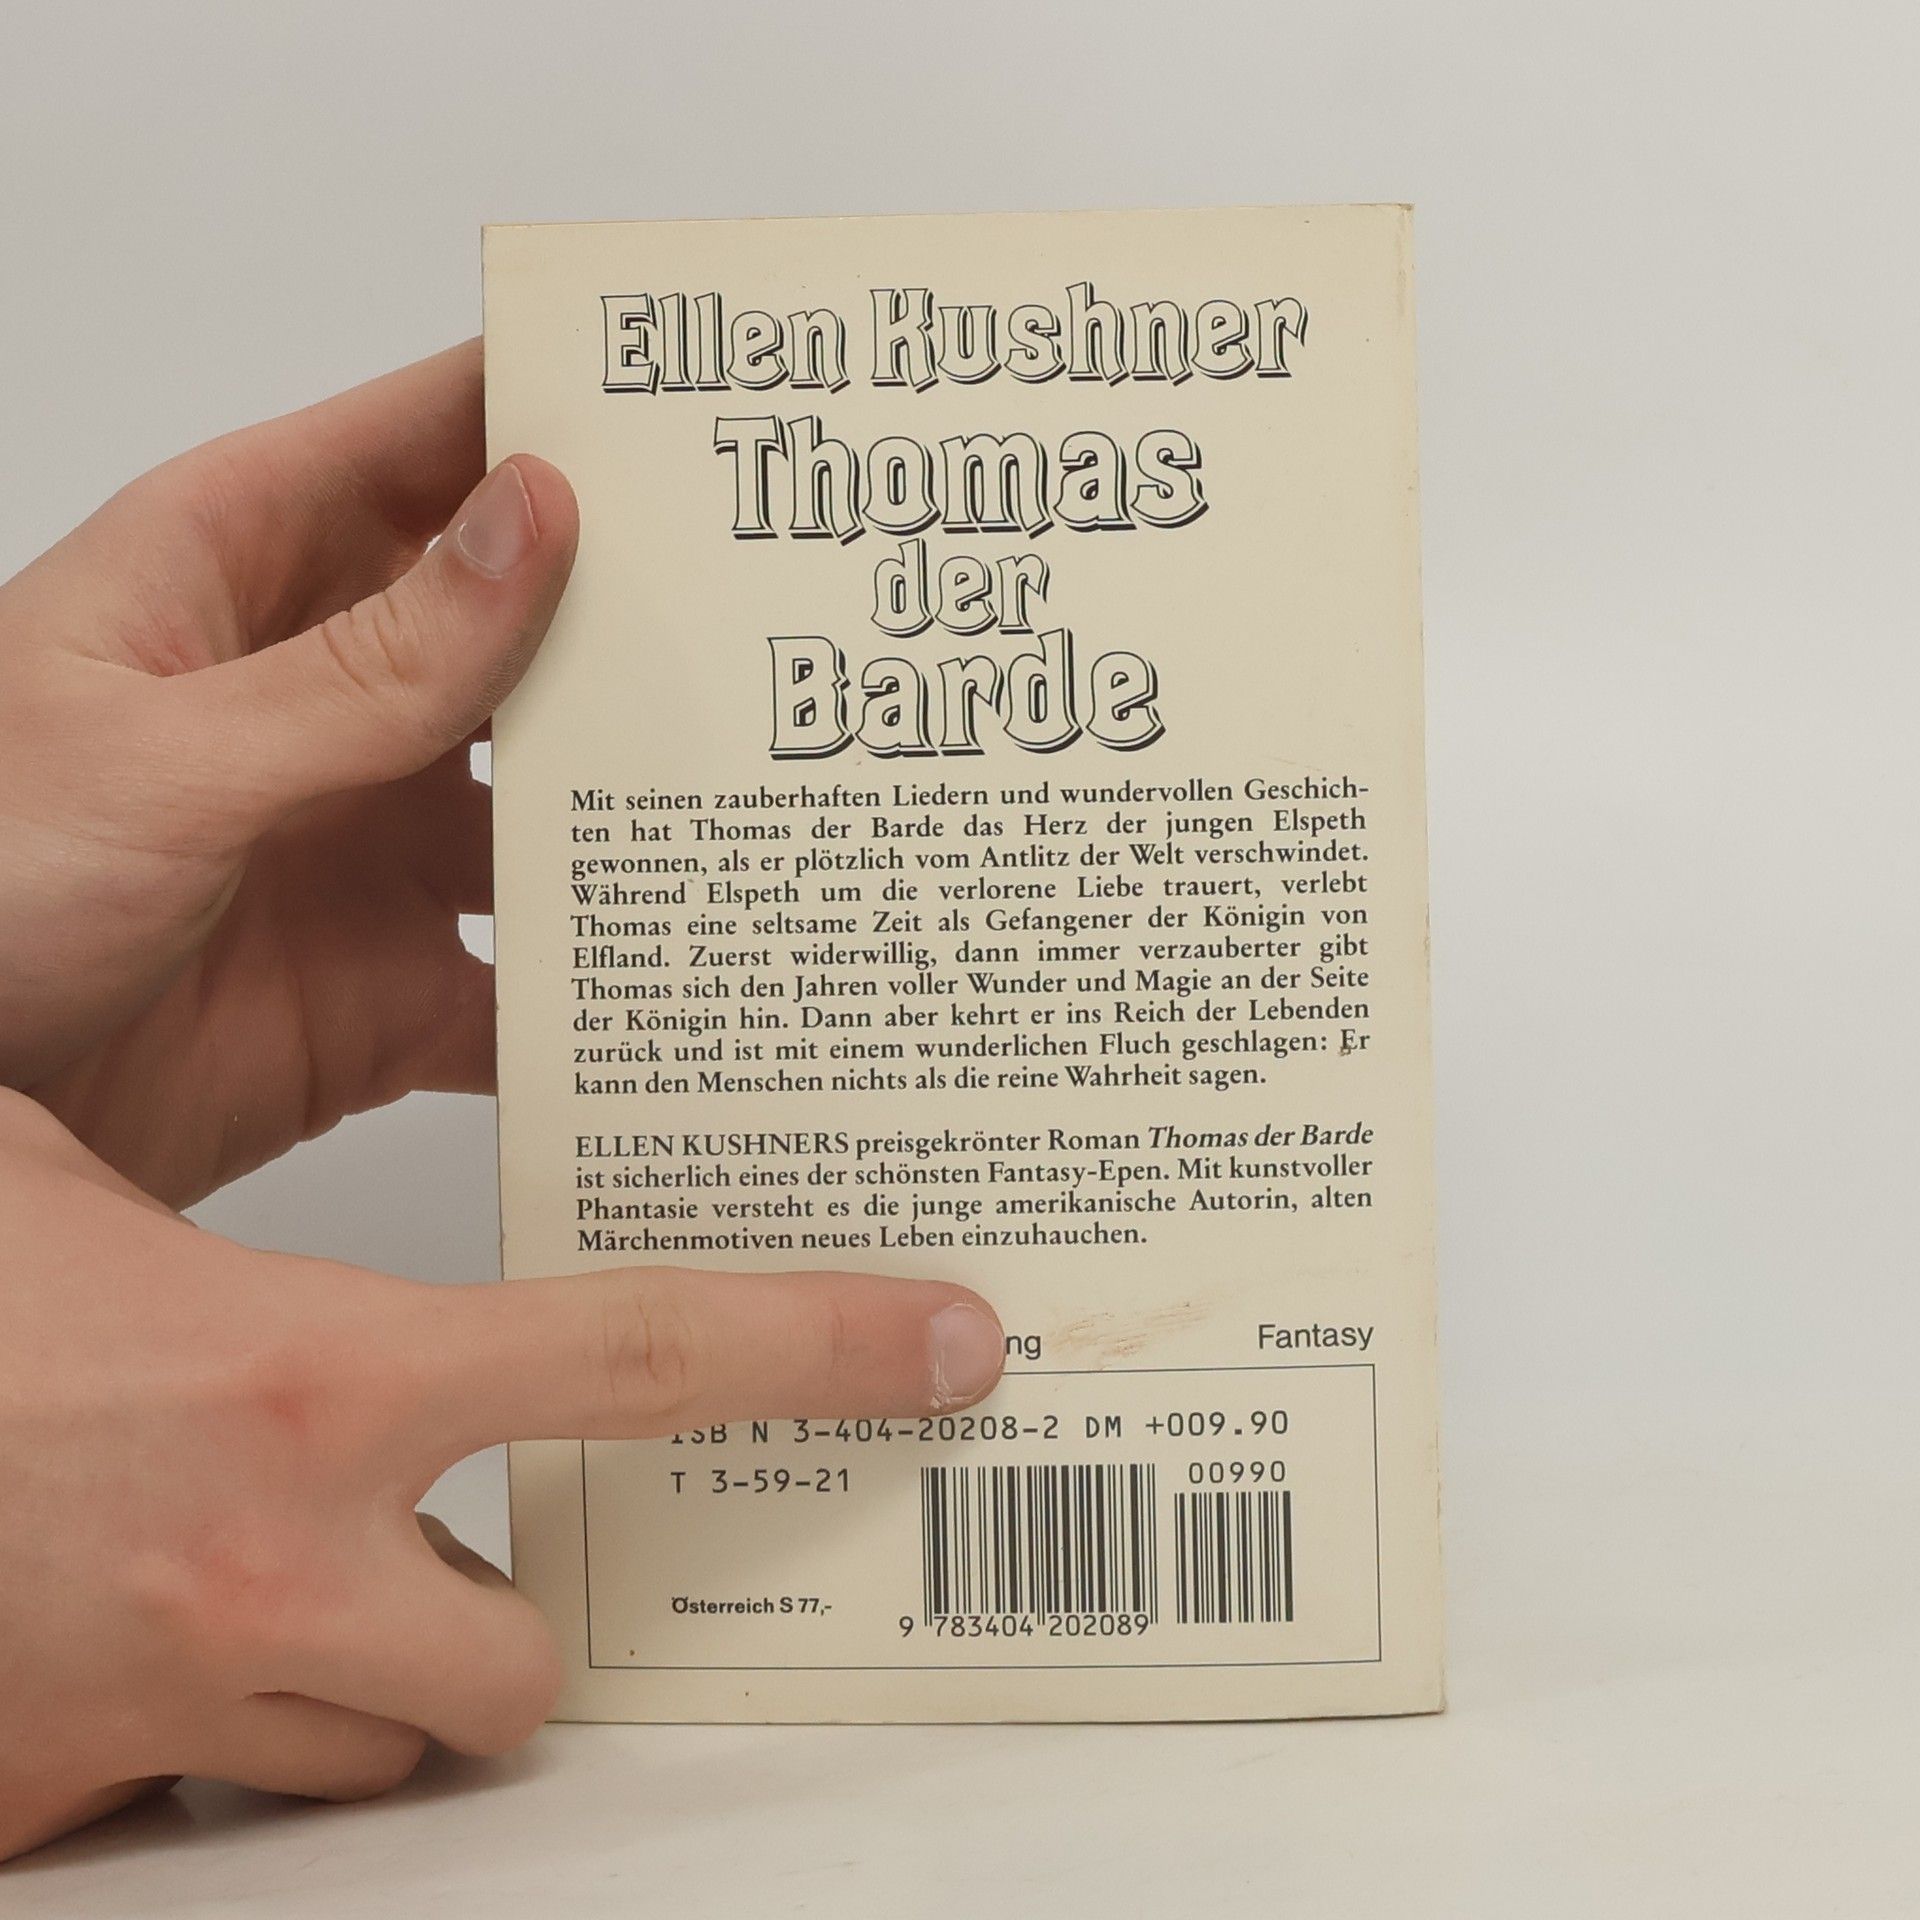 Ellen Kushner
Thomas
der
Barde
Mit seinen zauberhaften Liedern und wundervollen Geschich-
ten hat Thomas der Barde das Herz der jungen Elspeth
gewonnen, als er plötzlich vom Antlitz der Welt verschwindet.
Während Elspeth um die verlorene Liebe trauert, verlebt
Thomas eine seltsame Zeit als Gefangener der Königin von
Elfland. Zuerst widerwillig, dann immer verzauberter gibt
Thomas sich den Jahren voller Wunder und Magie an der Seite
der Königin hin. Dann aber kehrt er ins Reich der Lebenden
zurück und ist mit einem wunderlichen Fluch geschlagen: Er
kann den Menschen nichts als die reine Wahrheit sagen.
ELLEN KUSHNERS preisgekrönter Roman Thomas der Barde
ist sicherlich eines der schönsten Fantasy-Epen. Mit kunstvoller
Phantasie versteht es die junge amerikanische Autorin, alten
Märchenmotiven neues Leben einzuhauchen.
Fantasy
ISB N 3-404-20208-2 DM +009.90
T 3-59-21
00990
Österreich S 77,-
9 783404 202089